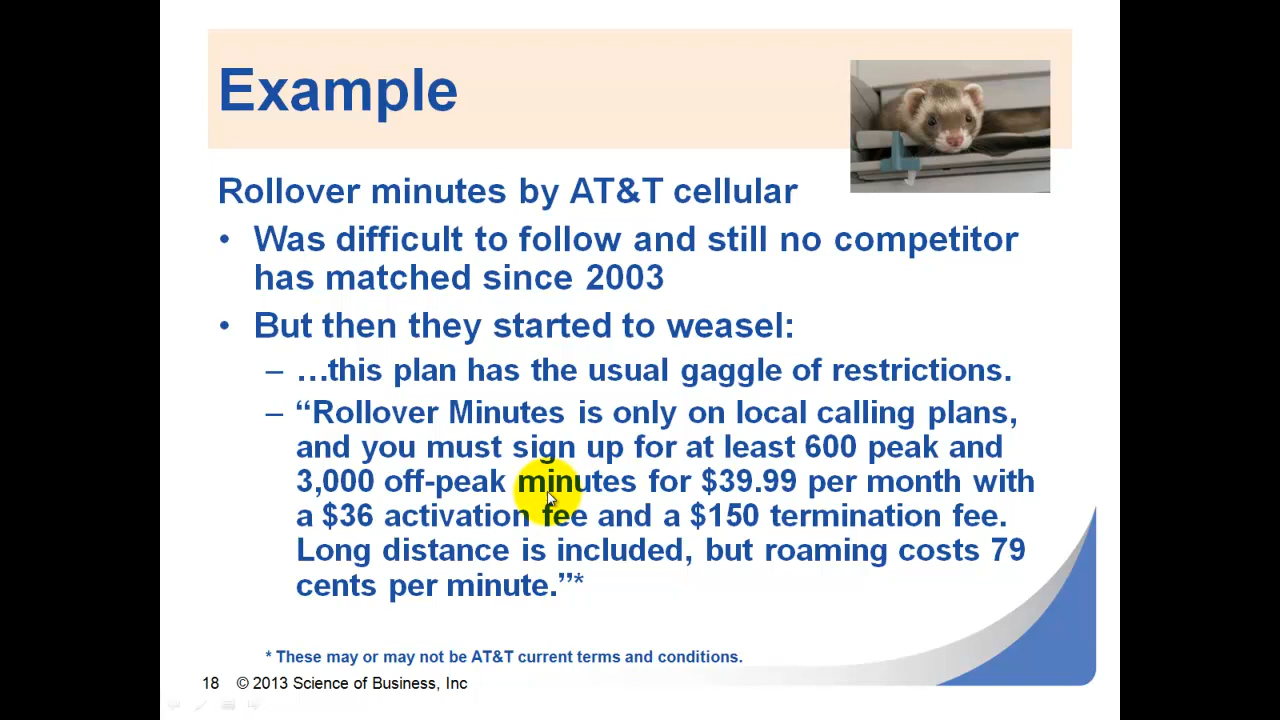 Example
Rollover minutes by AT&T cellular
• Was difficult to follow and still no competitor
has matched since 2003
• But then they started to weasel:
– …this plan has the usual gaggle of restrictions.
– “Rollover Minutes is only on local calling plans,
and you must sign up for at least 600 peak and
3,000 off-peak minutes for $39.99 per month with
a $36 activation fee and a $150 termination fee.
Long distance is included, but roaming costs 79
cents per minute.”*
* These may or may not be AT&T current terms and conditions.
18 © 2013 Science of Business, Inc